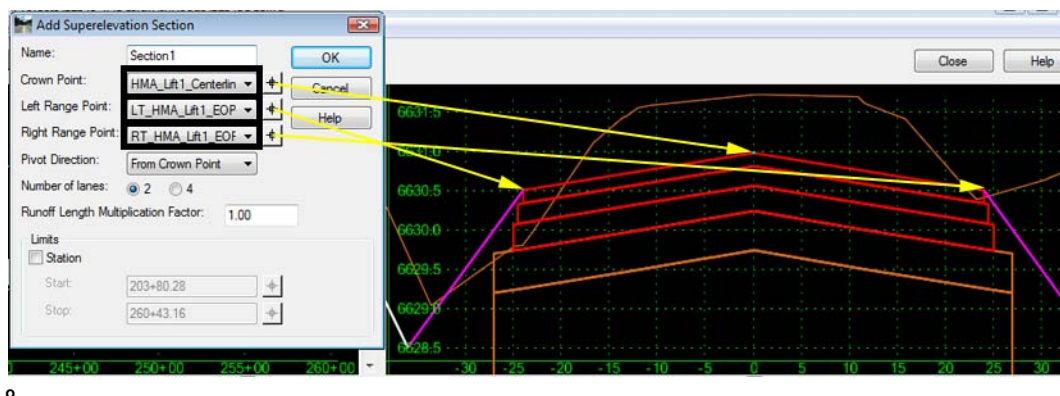 Add Superelevation Section
Name:
Section1
OK
Crown Point:
HMA_Lift1_Centerlin
Cancel
Left Range Point:
LT_HMA_Lift1_EOP
Help
Right Range Point:
RT_HMA_Lift1_EOF
Pivot Direction:
From Crown Point
Number of lanes:
2
4
Runoff Length Multiplication Factor:
1.00
Limits
Station
Start:
203+80.28
Stop:
260+43.16
Close
Help
6631.5
6631.0
6630.5
6630.0
6629.5
6629.0
6628.5
245+00
250+00
255+00
260+00
-30
-25
-20
-15
-10
-5
0
5
10
15
20
25
30